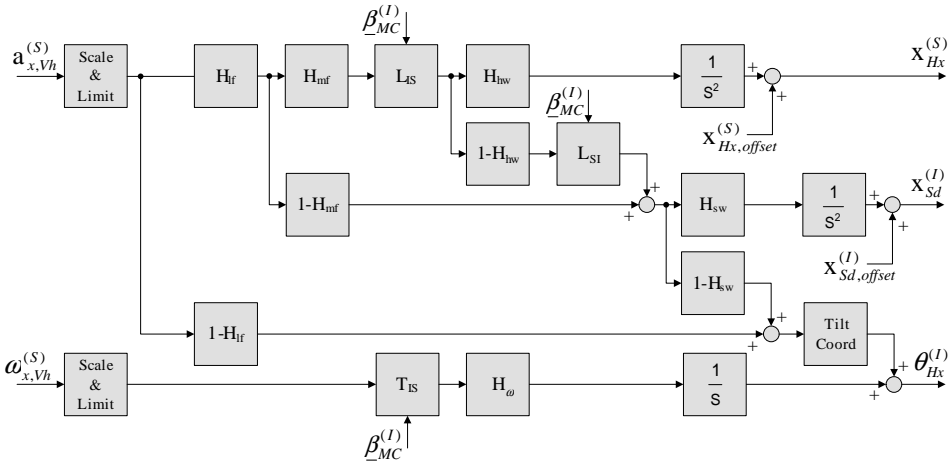 β_MC^(I)
a_x,Vh^(S)
Scale & Limit
H_lf
H_mf
L_IS
H_hw
1/S²
+
+
x_Hx^(S)
x_Hx,offset^(S)
β_MC^(I)
1-H_hw
L_SI
+
+
1-H_mf
H_sw
1/S²
+
+
x_Sd^(I)
x_Sd,offset^(I)
1-H_sw
+
+
1-H_lf
Tilt Coord
ω_x,Vh^(S)
Scale & Limit
T_IS
H_ω
1/S
+
+
θ_Hx^(I)
β_MC^(I)